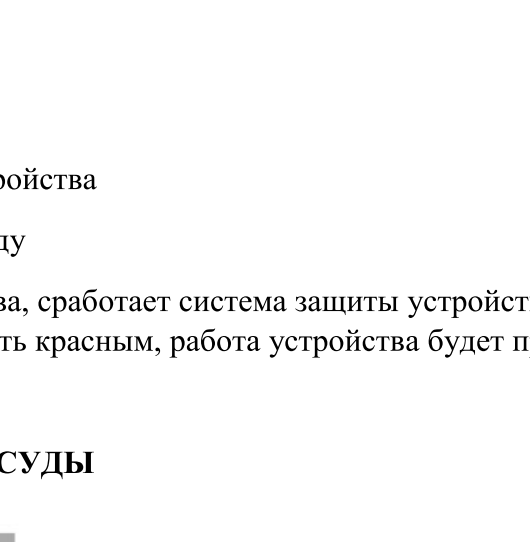 ройства
ду
ва, сработает система защиты устройст
ть красным, работа устройства будет п
СУДЫ